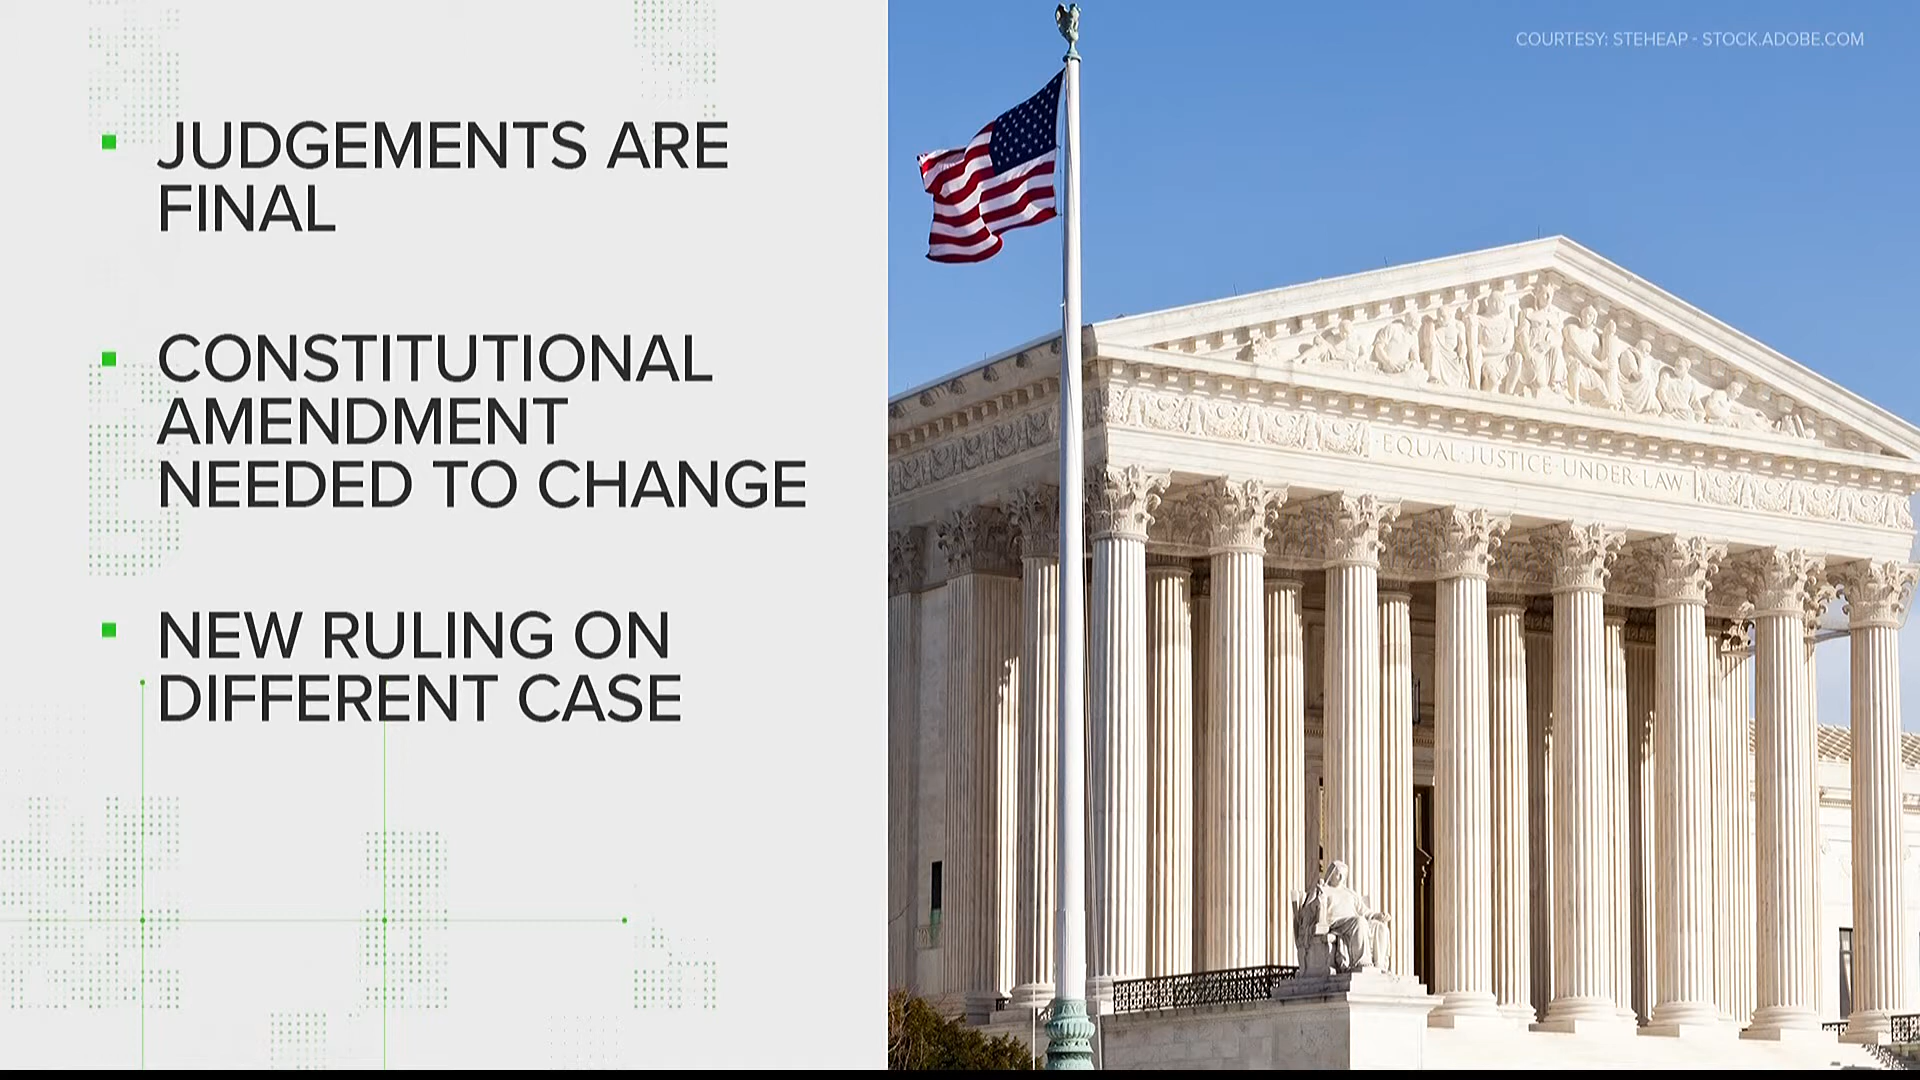 COURTESY: STEHEAP - STOCK.ADOBE.COM
JUDGEMENTS ARE
FINAL
CONSTITUTIONAL
AMENDMENT
NEEDED TO CHANGE
NEW RULING ON
DIFFERENT CASE
EQUAL·JUSTICE·UNDER·LAW·